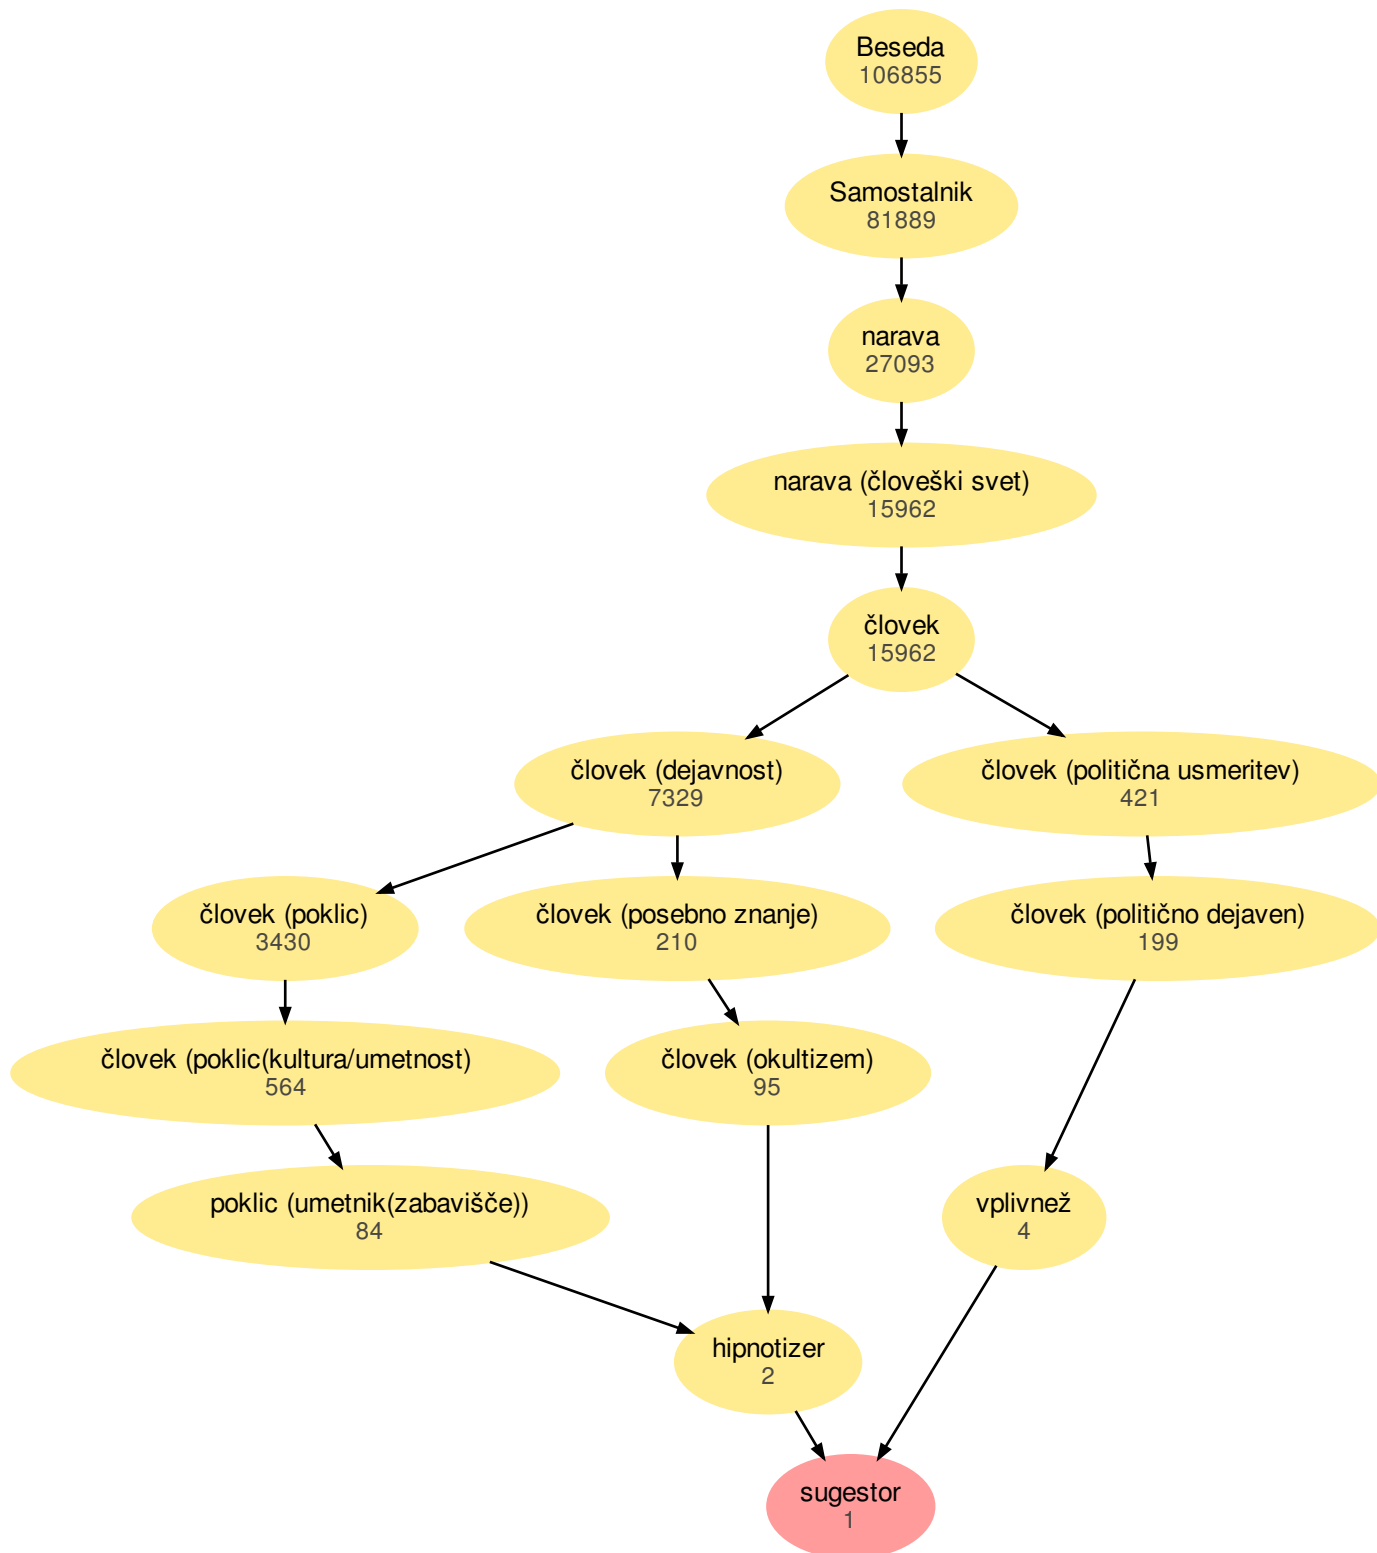 Beseda
106855
Samostalnik
81889
narava
27093
narava (človeški svet)
15962
človek
15962
človek (dejavnost)
7329
človek (politična usmeritev)
421
človek (poklic)
3430
človek (posebno znanje)
210
človek (politično dejaven)
199
človek (poklic(kultura/umetnost)
564
človek (okultizem)
95
poklic (umetnik(zabavišče))
84
vplivnež
4
hipnotizer
2
sugestor
1